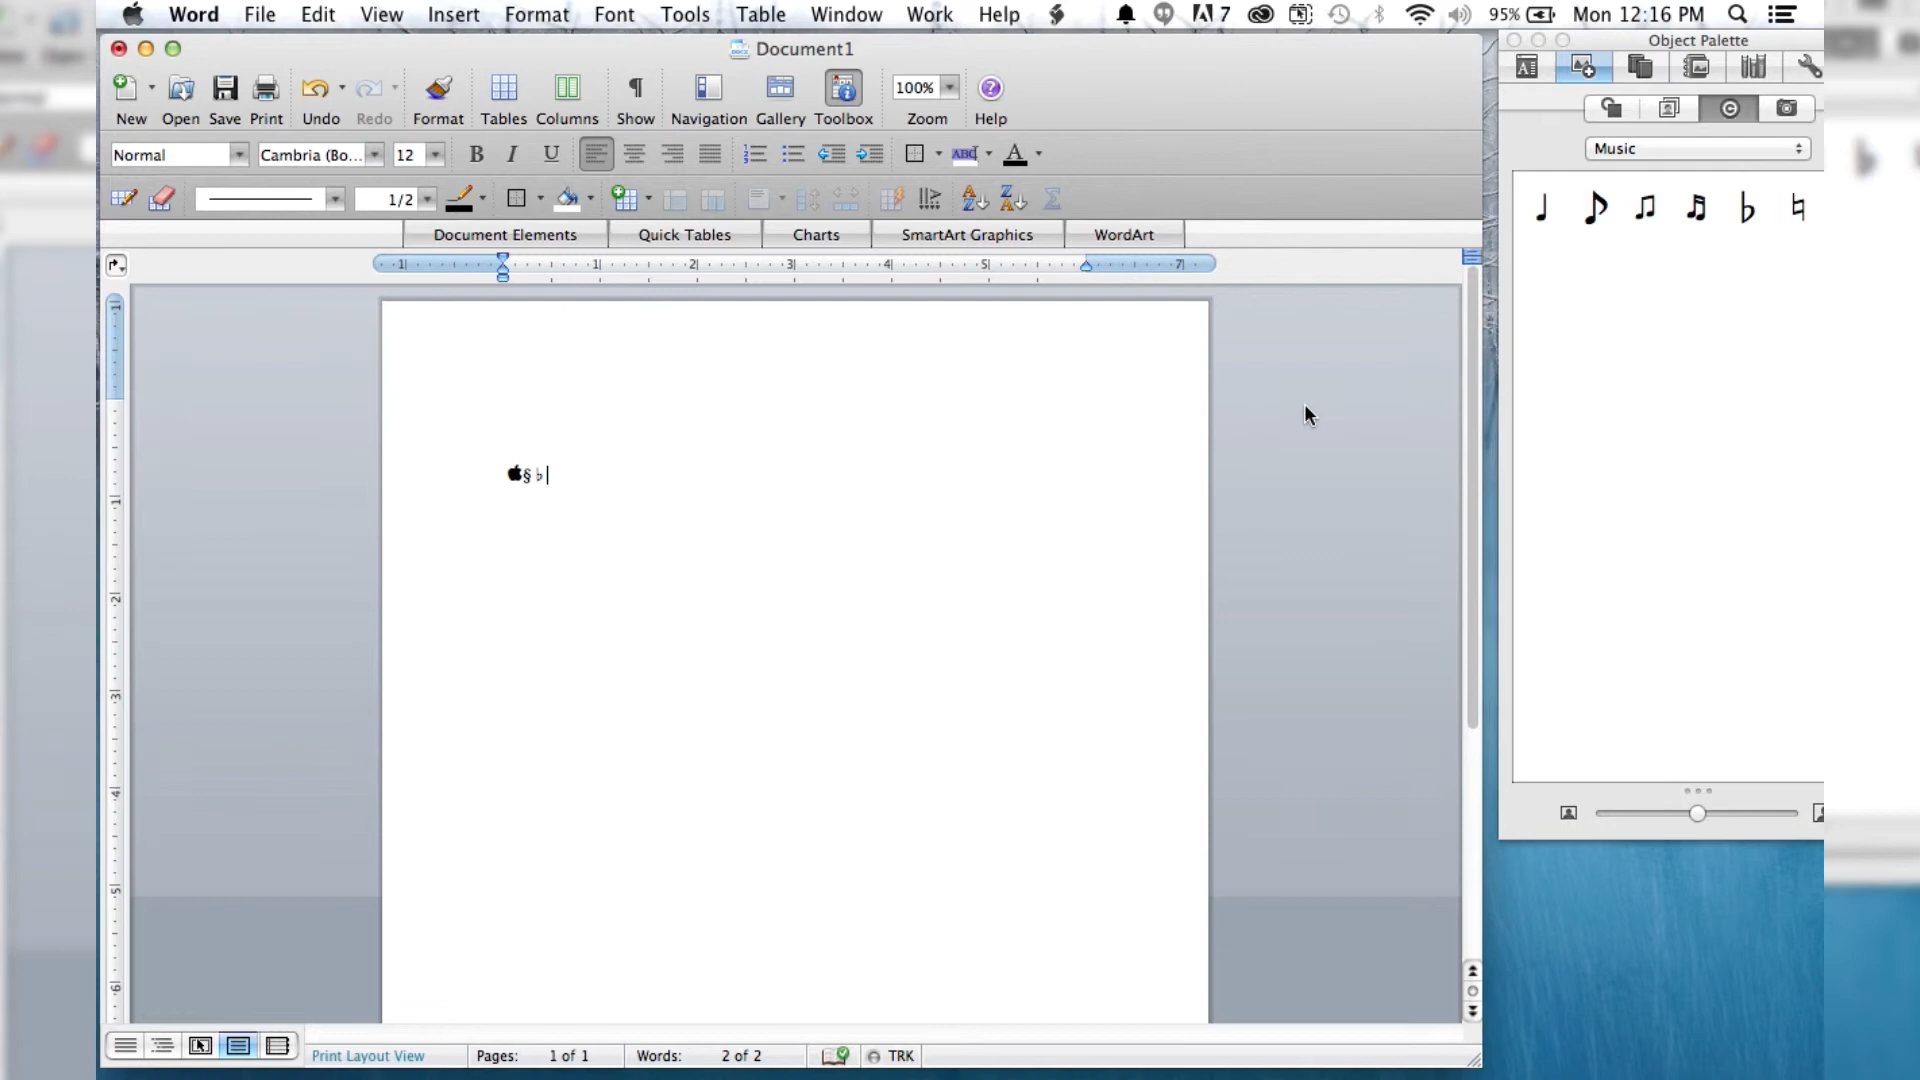 Word File Edit View Insert Format Font Tools Table Window Work Help 7 95% Mon 12:16 PM
Document1
Object Palette
New Open Save Print Undo Redo Format Tables Columns Show Navigation Gallery Toolbox 100% Zoom Help
Normal Cambria (Bo... 12 B I U ABC A
Music
1/2
Document Elements Quick Tables Charts SmartArt Graphics WordArt
§ ♭
♩ ♪ ♫ ♬ ♭ ♮
Print Layout View Pages: 1 of 1 Words: 2 of 2 TRK